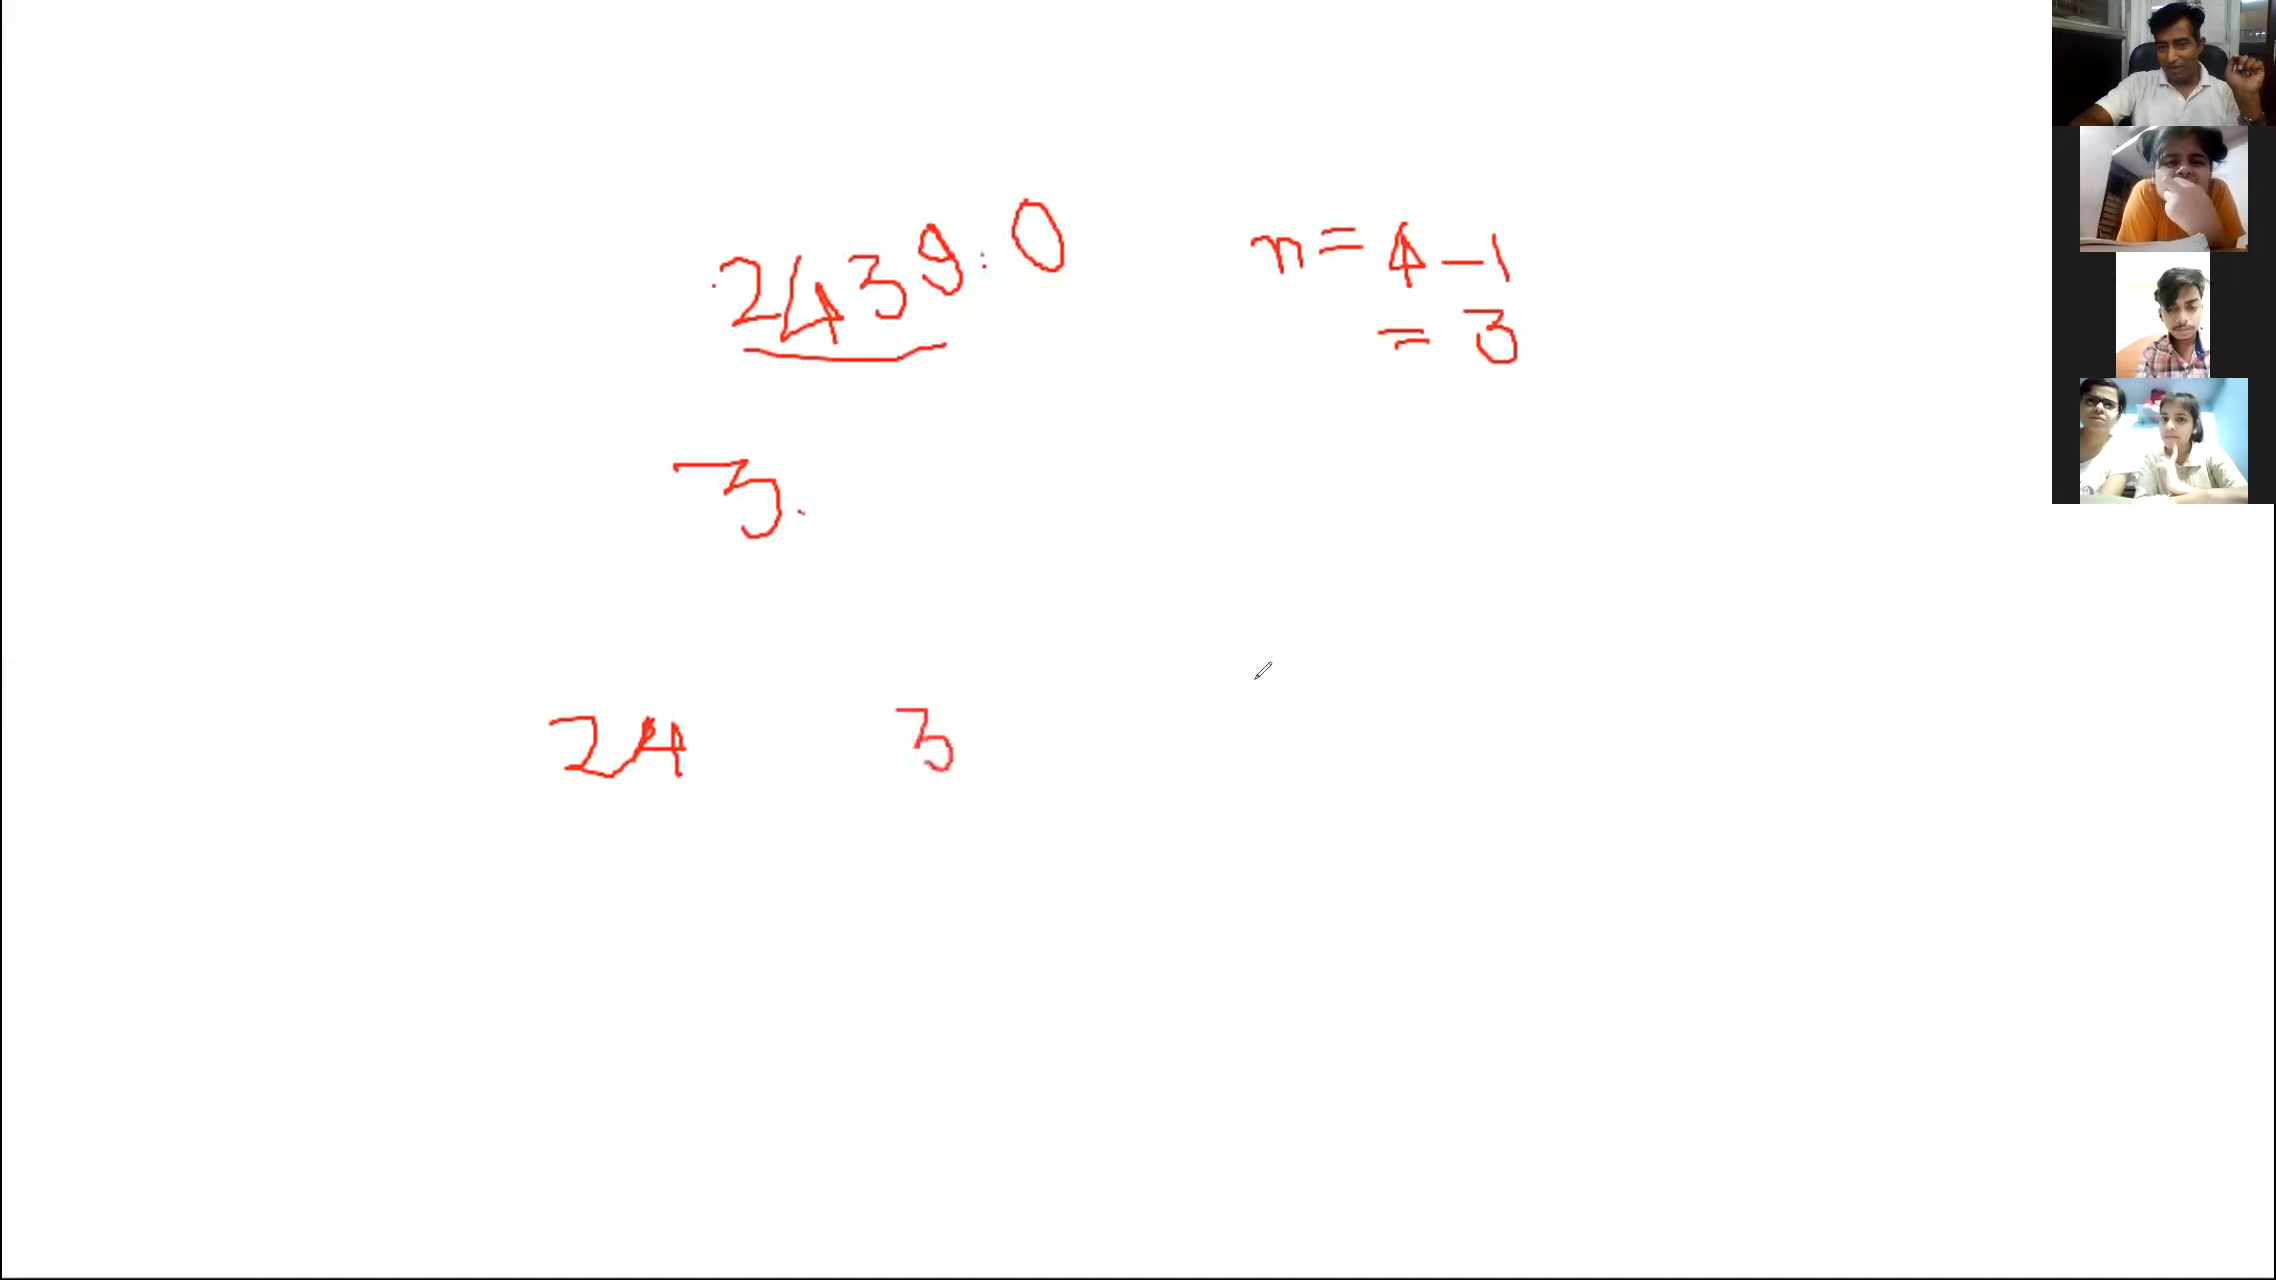 2439.0
n = 4 - 1
= 3
3.
24 3